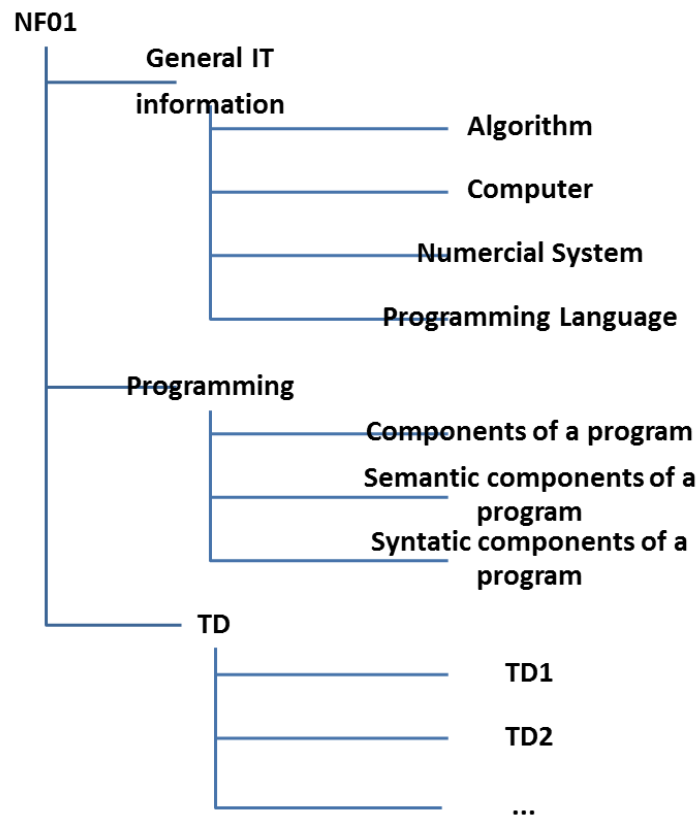 NF01
General IT
information
Algorithm
Computer
Numercial System
Programming Language
Programming
Components of a program
Semantic components of a
program
Syntatic components of a
program
TD
TD1
TD2
...